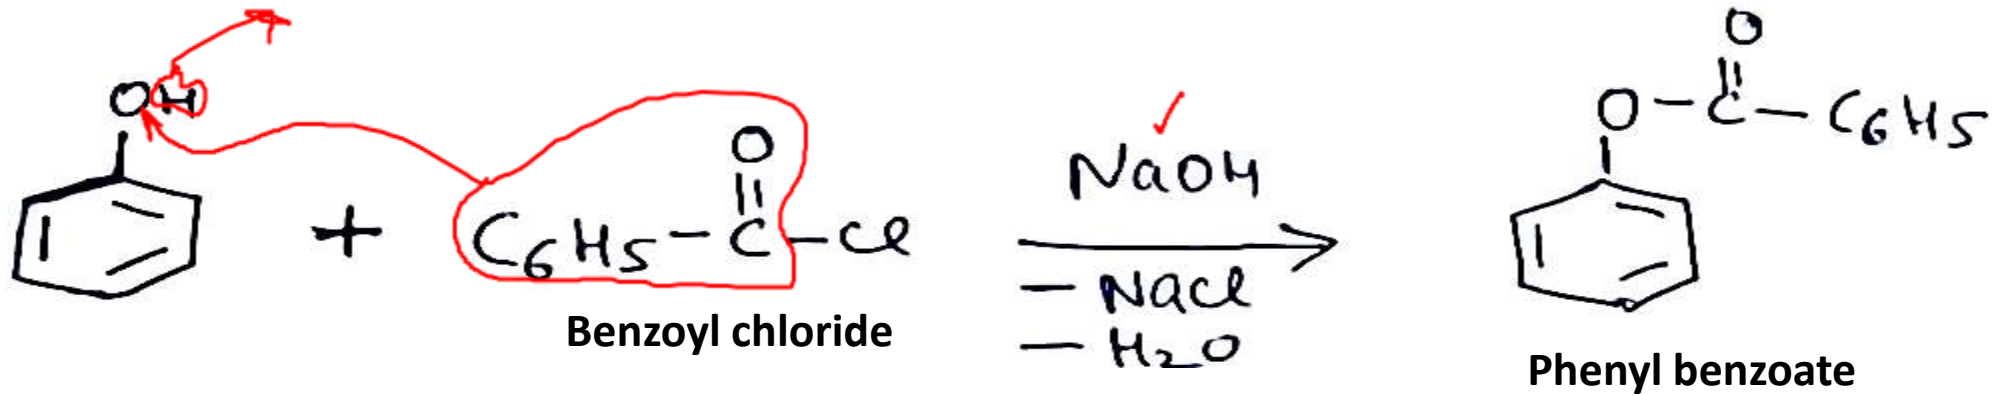 OH
+
C6H5-C-Cl
O
Benzoyl chloride
NaOH
- NaCl
- H2O
O
O-C-C6H5
Phenyl benzoate